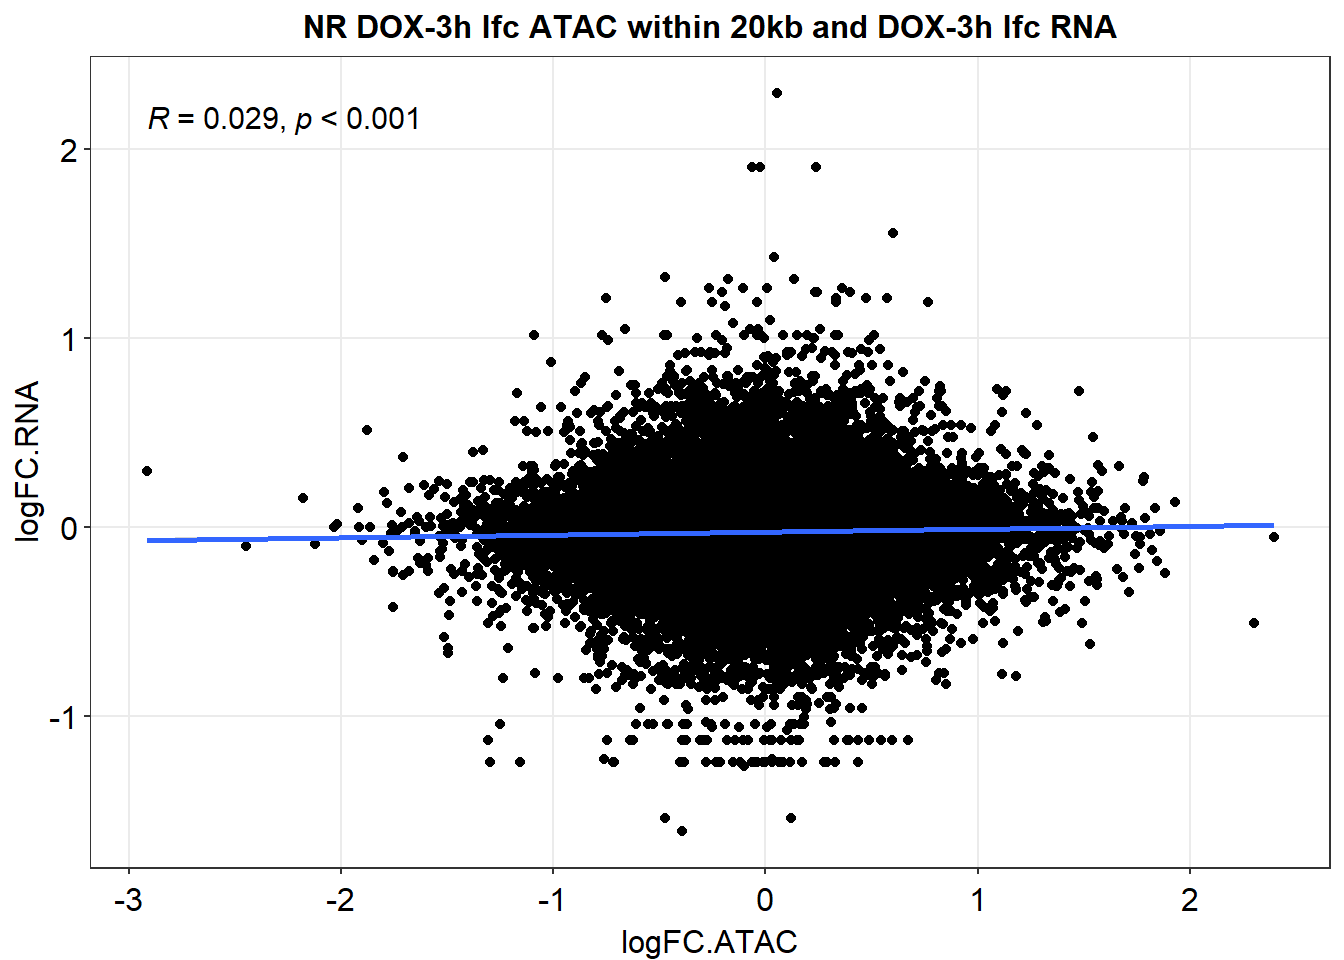 NR DOX-3h lfc ATAC within 20kb and DOX-3h lfc RNA
R = 0.029, p < 0.001
2
1
0
-1
logFC.RNA
-3 -2 -1 0 1 2
logFC.ATAC